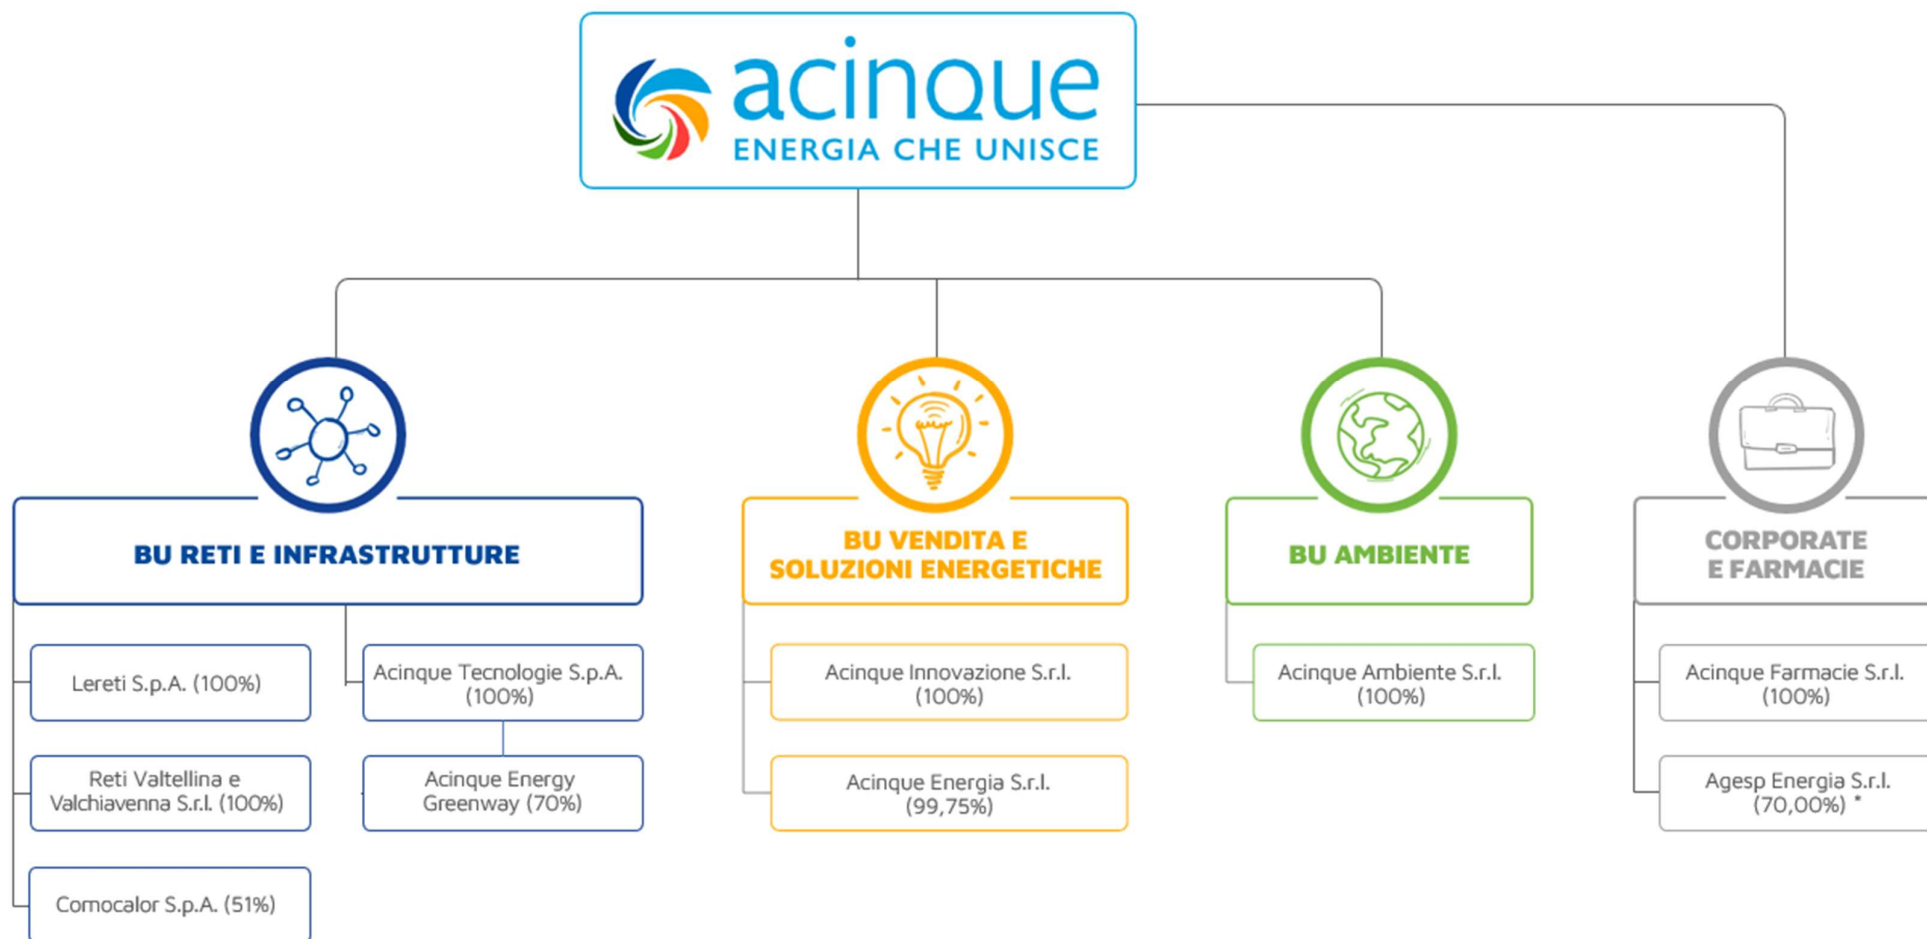 acinque
ENERGIA CHE UNISCE
BU RETI E INFRASTRUTTURE
Lereti S.p.A. (100%)
Acinque Tecnologie S.p.A.
(100%)
Reti Valtellina e
Valchiavenna S.r.l. (100%)
Acinque Energy
Greenway (70%)
Comocalor S.p.A. (51%)
BU VENDITA E
SOLUZIONI ENERGETICHE
Acinque Innovazione S.r.l.
(100%)
Acinque Energia S.r.l.
(99,75%)
BU AMBIENTE
Acinque Ambiente S.r.l.
(100%)
CORPORATE
E FARMACIE
Acinque Farmacie S.r.l.
(100%)
Agesp Energia S.r.l.
(70,00%) *